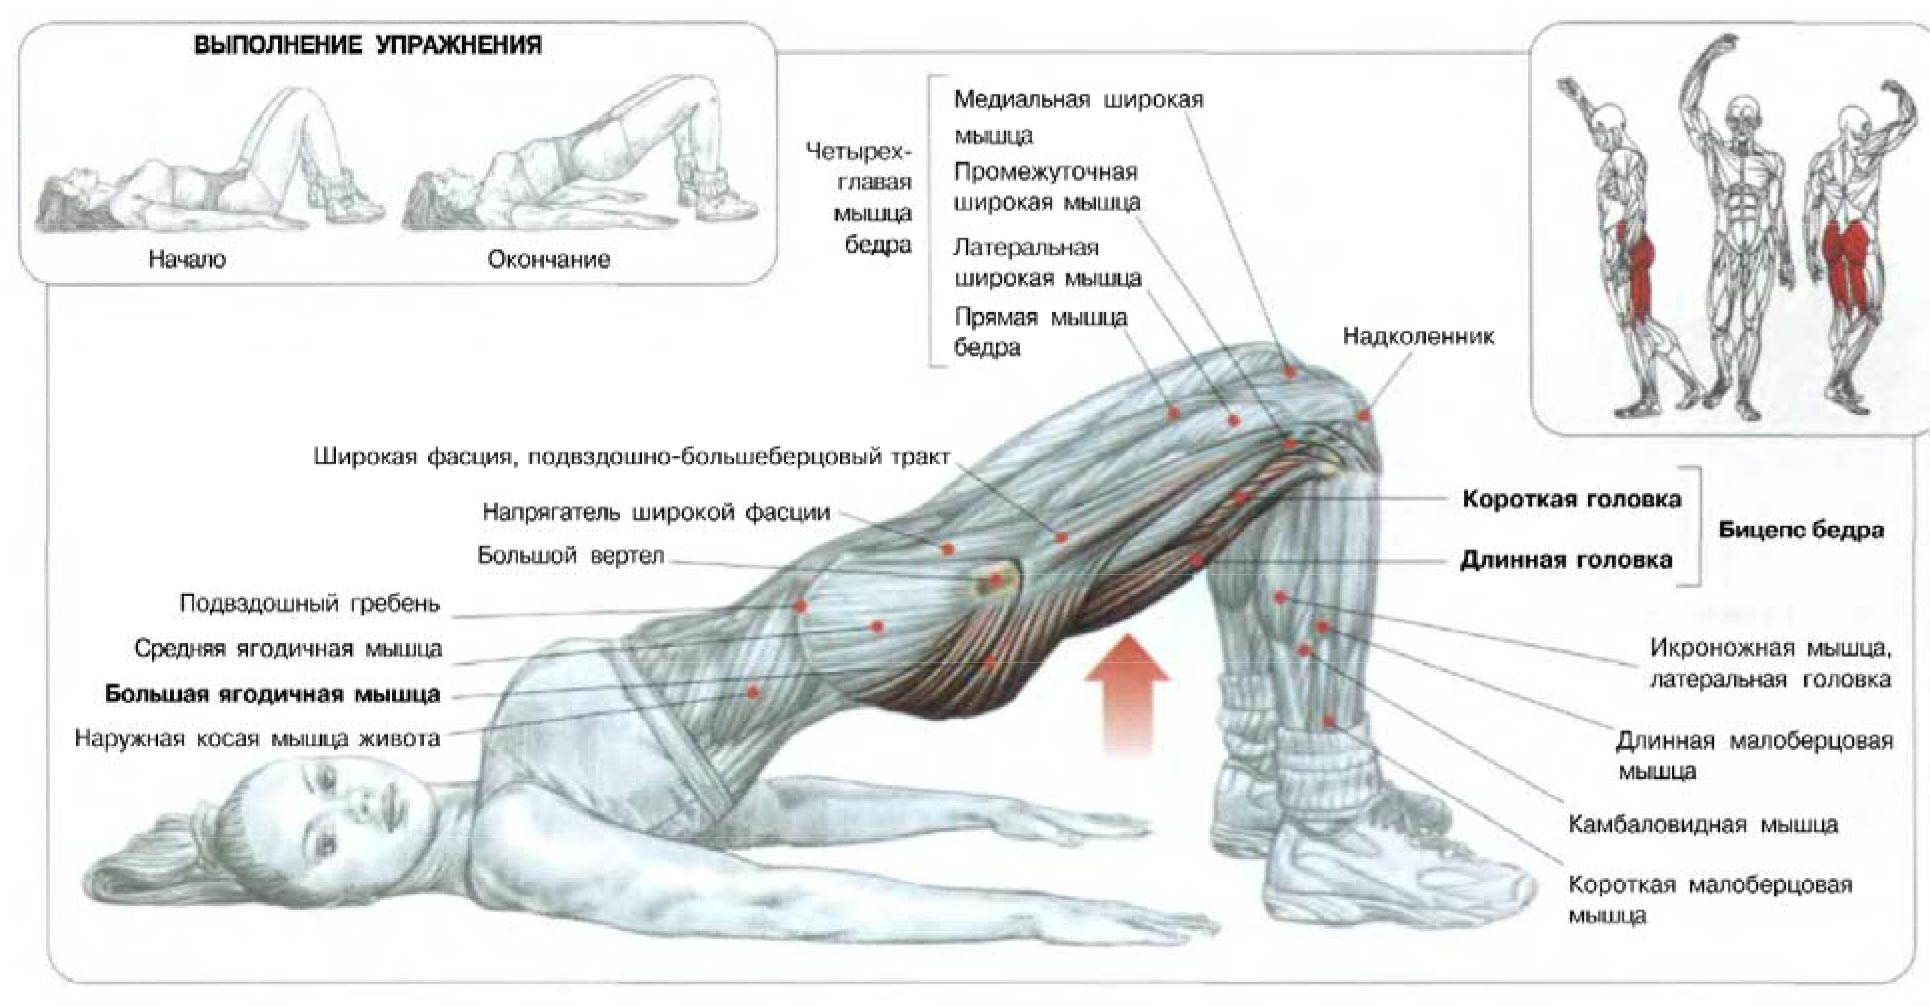 ВЫПОЛНЕНИЕ УПРАЖНЕНИЯ
Начало
Окончание
Четырех-
главая
мышца
бедра
Медиальная широкая
мышца
Промежуточная
широкая мышца
Латеральная
широкая мышца
Прямая мышца
бедра
Надколенник
Широкая фасция, подвздошно-большеберцовый тракт
Напрягатель широкой фасции
Большой вертел
Подвздошный гребень
Средняя ягодичная мышца
Большая ягодичная мышца
Наружная косая мышца живота
Короткая головка
Длинная головка
Бицепс бедра
Икроножная мышца,
латеральная головка
Длинная малоберцовая
мышца
Камбаловидная мышца
Короткая малоберцовая
мышца